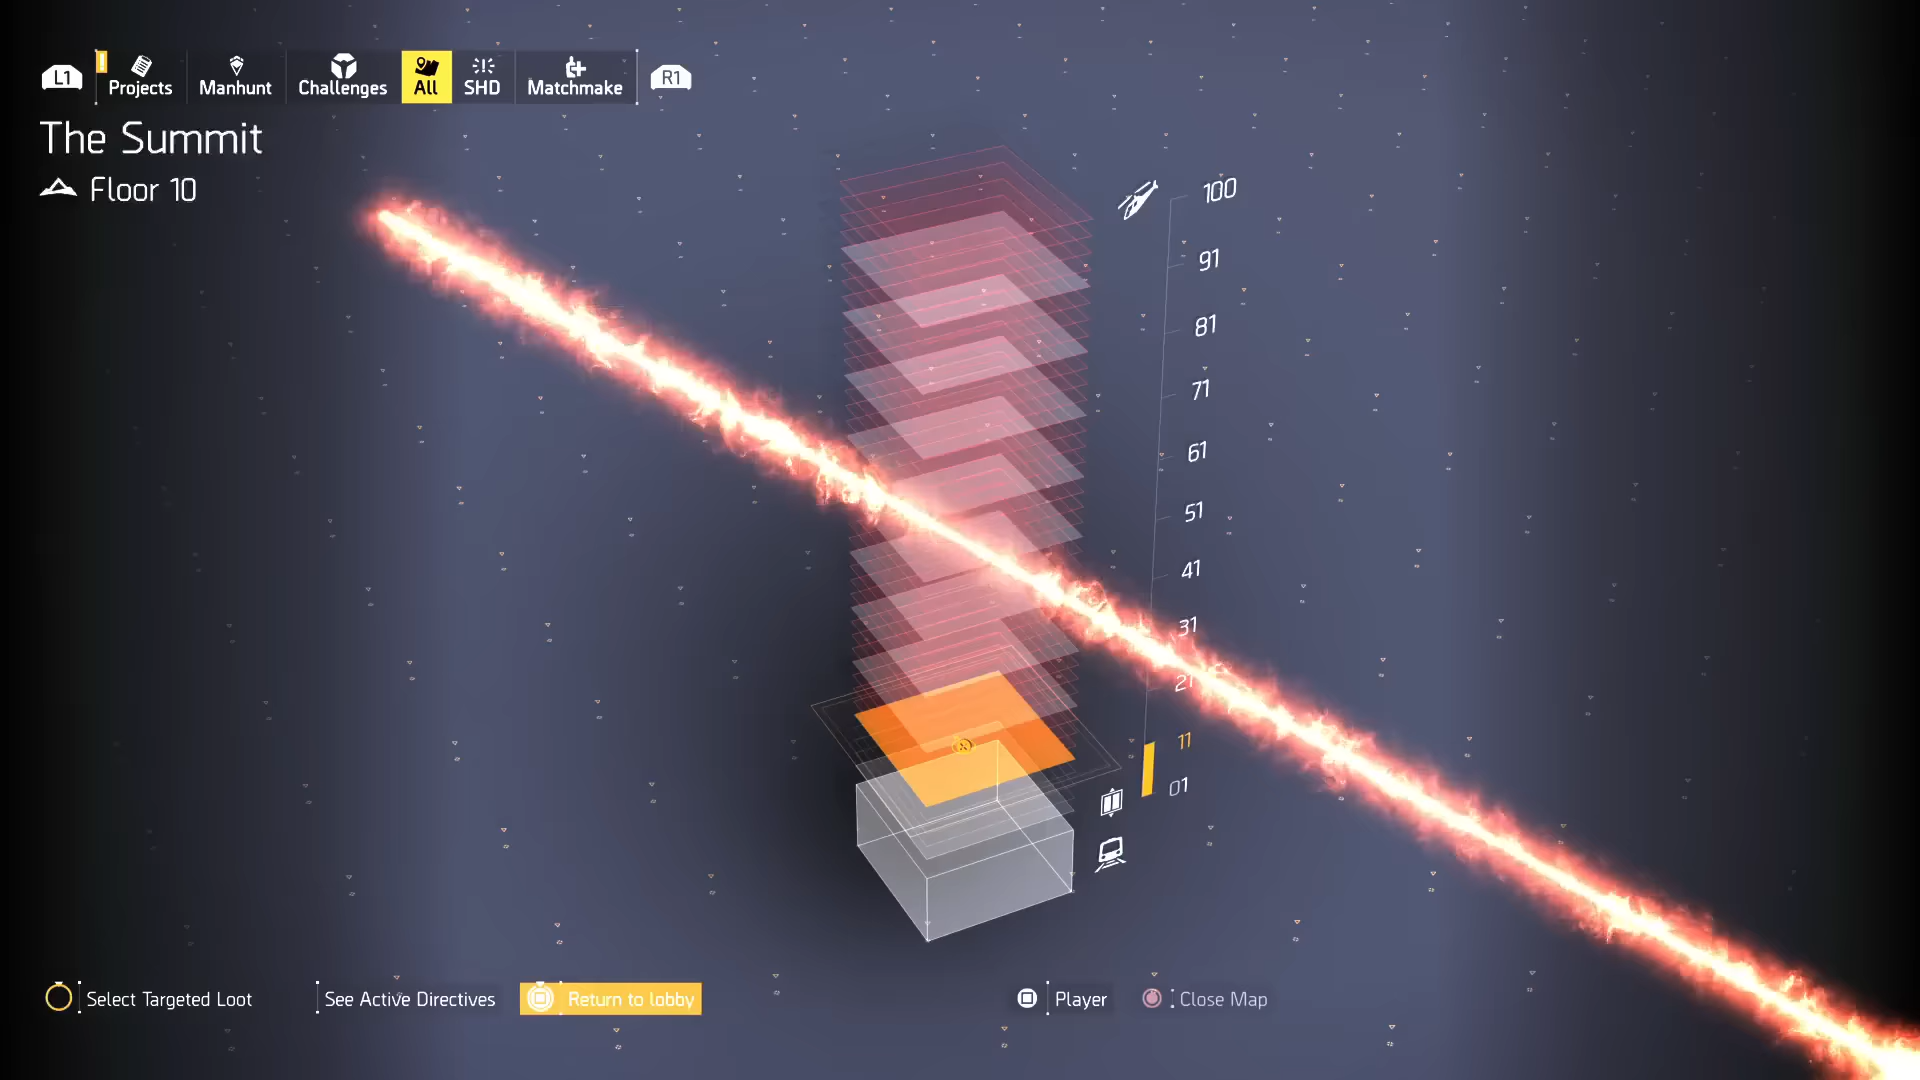 L1
Projects
Manhunt
Challenges
All
SHD
Matchmake
R1
The Summit
Floor 10
100
91
81
71
61
51
41
31
21
11
01
Select Targeted Loot
See Active Directives
Return to lobby
Player
Close Map